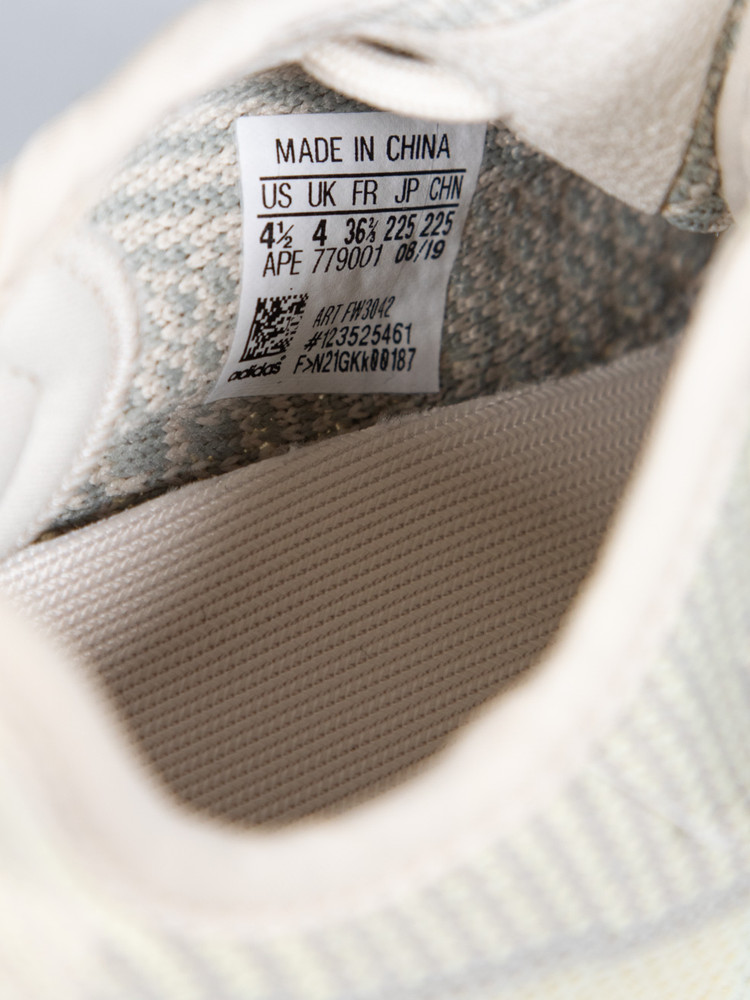 MADE IN CHINA
US UK FR JP CHN
4½ 4 36⅔ 225 225
APE 779001 08/19
ART FW3042
#123525461
adidas® F>N21GKk00187